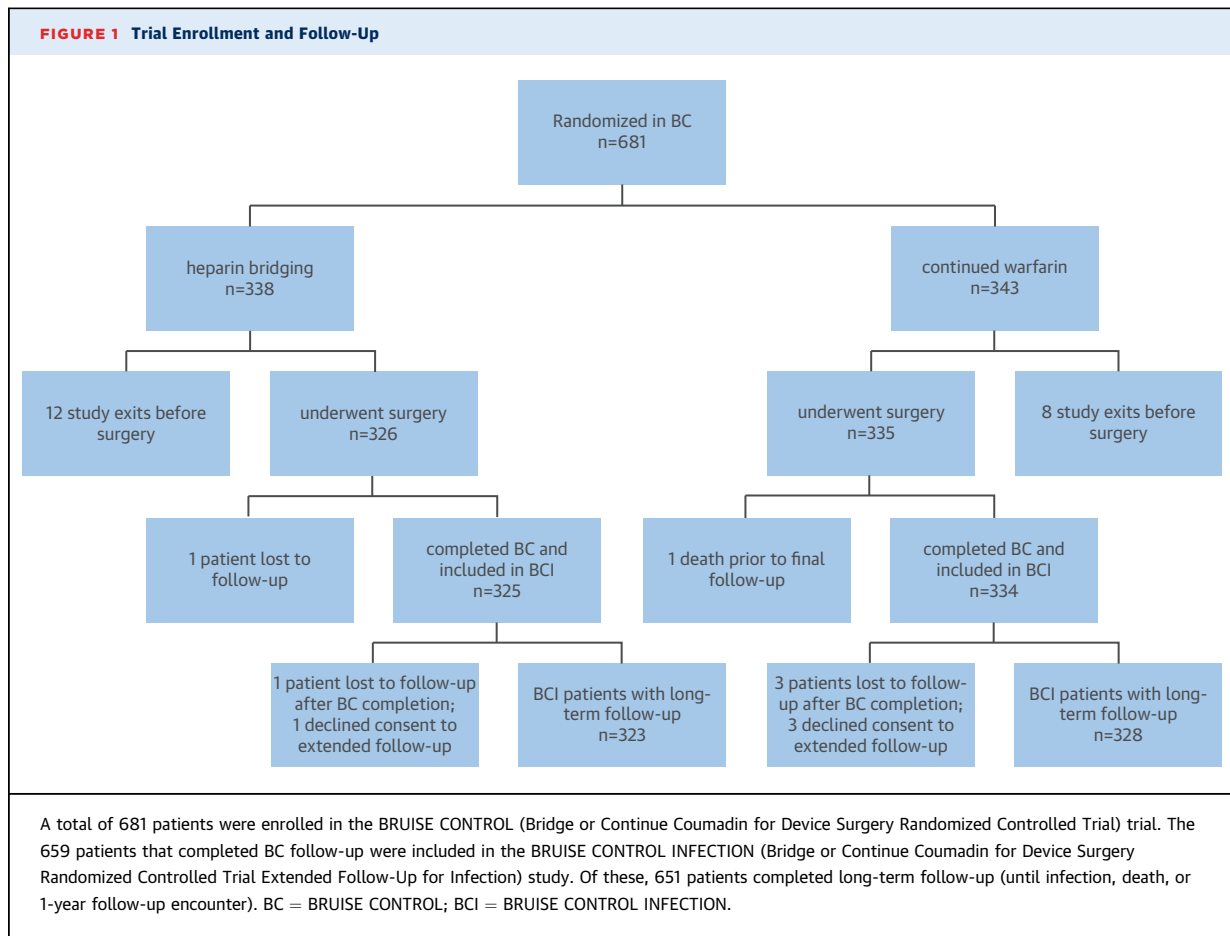 FIGURE 1 Trial Enrollment and Follow-Up
Randomized in BC
n=681
heparin bridging
n=338
continued warfarin
n=343
12 study exits before
surgery
underwent surgery
n=326
underwent surgery
n=335
8 study exits before
surgery
1 patient lost to
follow-up
completed BC and
included in BCI
n=325
1 death prior to final
follow-up
completed BC and
included in BCI
n=334
1 patient lost to follow-up
after BC completion;
1 declined consent to
extended follow-up
BCI patients with long-
term follow-up
n=323
3 patients lost to follow-
up after BC completion;
3 declined consent to
extended follow-up
BCI patients with long-
term follow-up
n=328
A total of 681 patients were enrolled in the BRUISE CONTROL (Bridge or Continue Coumadin for Device Surgery Randomized Controlled Trial) trial. The
659 patients that completed BC follow-up were included in the BRUISE CONTROL INFECTION (Bridge or Continue Coumadin for Device Surgery
Randomized Controlled Trial Extended Follow-Up for Infection) study. Of these, 651 patients completed long-term follow-up (until infection, death, or
1-year follow-up encounter). BC = BRUISE CONTROL; BCI = BRUISE CONTROL INFECTION.